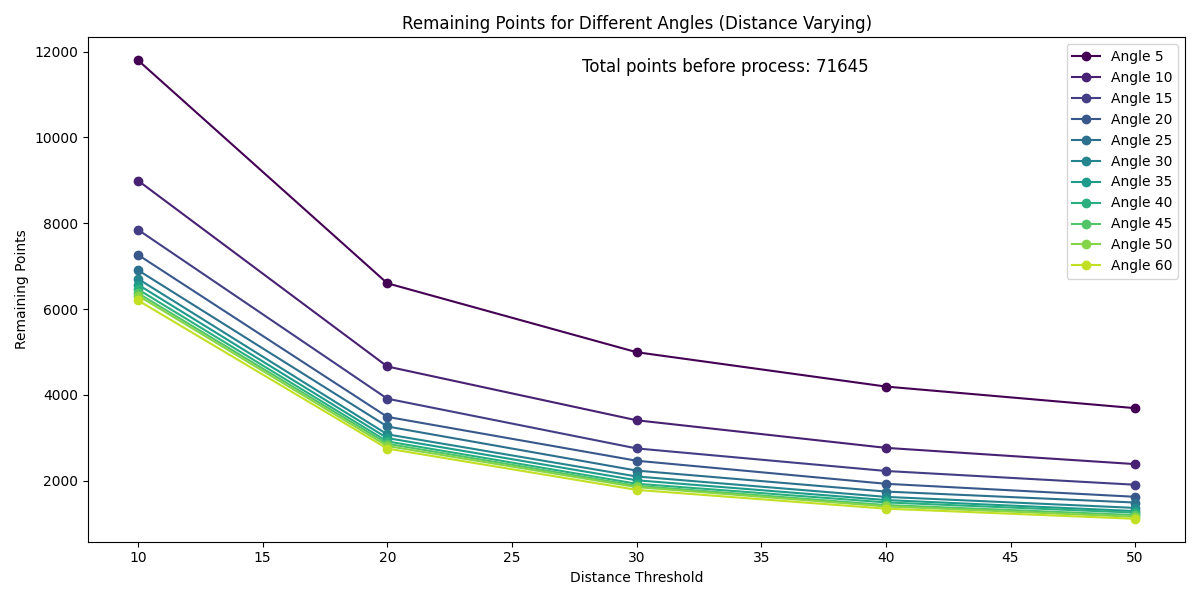 Remaining Points for Different Angles (Distance Varying)
Total points before process: 71645
Angle 5
Angle 10
Angle 15
Angle 20
Angle 25
Angle 30
Angle 35
Angle 40
Angle 45
Angle 50
Angle 60
Remaining Points
12000
10000
8000
6000
4000
2000
10 15 20 25 30 35 40 45 50
Distance Threshold